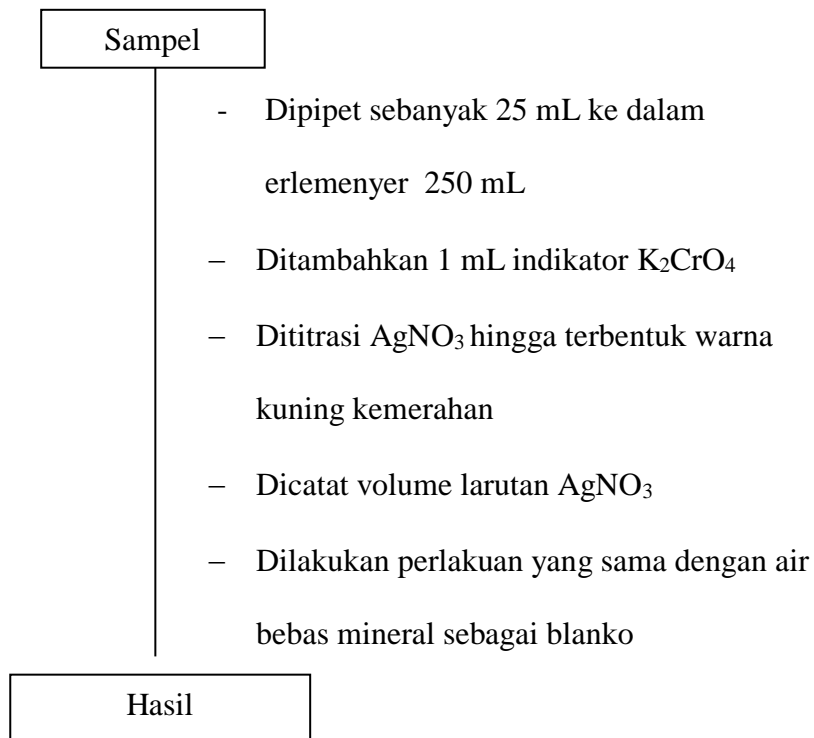 Sampel
- Dipipet sebanyak 25 mL ke dalam
erlemenyer 250 mL
– Ditambahkan 1 mL indikator K₂CrO₄
– Dititrasi AgNO₃ hingga terbentuk warna
kuning kemerahan
– Dicatat volume larutan AgNO₃
– Dilakukan perlakuan yang sama dengan air
bebas mineral sebagai blanko
Hasil